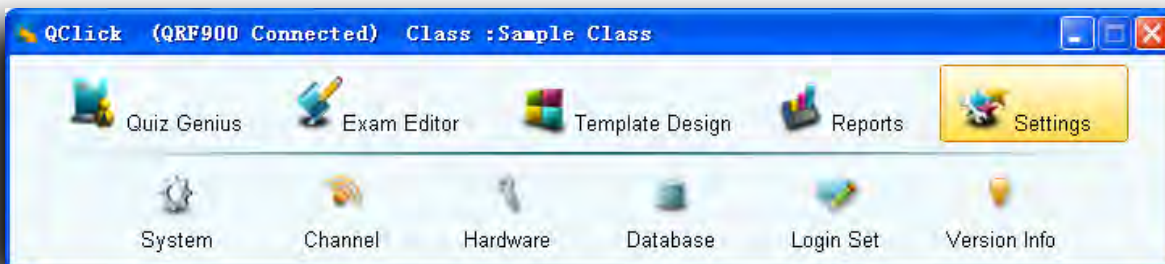 QClick (QRF900 Connected) Class :Sample Class
Quiz Genius Exam Editor Template Design Reports Settings
System Channel Hardware Database Login Set Version Info